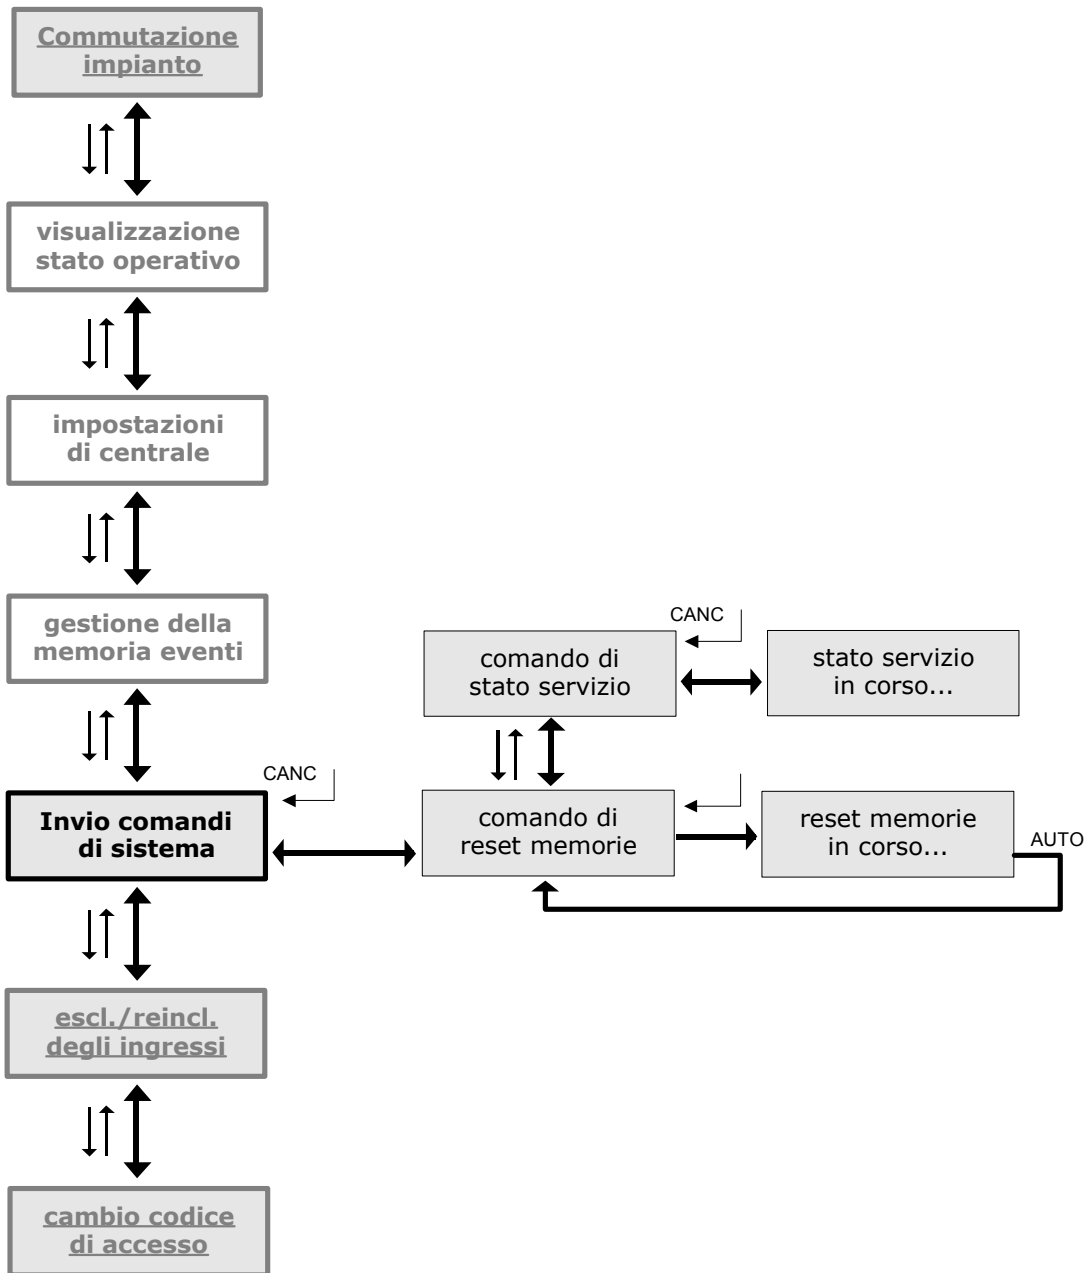 Commutazione
impianto
visualizzazione
stato operativo
impostazioni
di centrale
gestione della
memoria eventi
CANC
comando di
stato servizio
stato servizio
in corso...
CANC
Invio comandi
di sistema
comando di
reset memorie
reset memorie
in corso...
AUTO
escl./reincl.
degli ingressi
cambio codice
di accesso